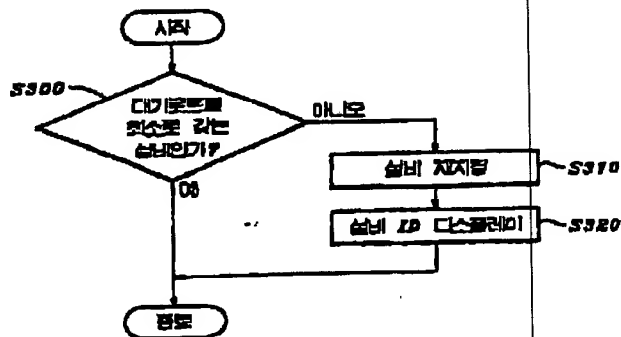 시작
S300
대기로트를
최소로 갖는
설비인가?
아니오
예
설비 재지정
S310
설비 ID 디스플레이
S320
완료